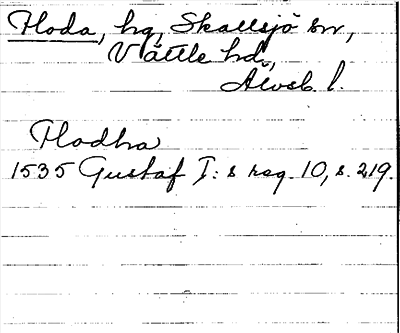 Floda, hg, Skallsjö sn,
Vättle hd,
Älvsb. l.
Flodha
1535 Gustaf I: s reg. 10, s. 219.